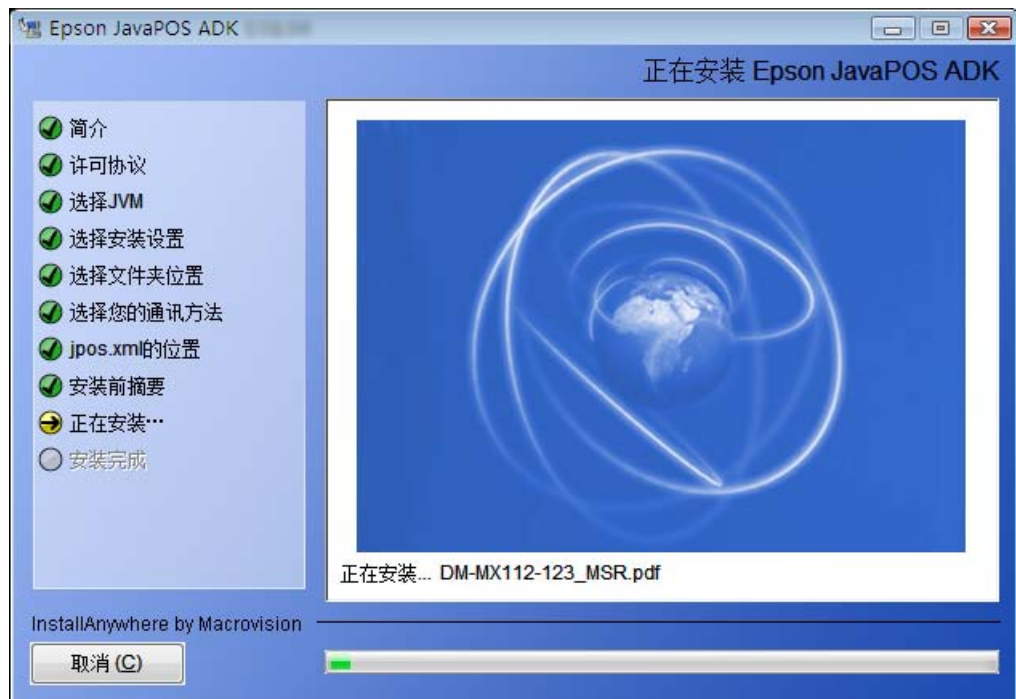 Epson JavaPOS ADK
正在安装 Epson JavaPOS ADK
简介
许可协议
选择JVM
选择安装设置
选择文件夹位置
选择您的通讯方法
jpos.xml的位置
安装前摘要
正在安装…
安装完成
正在安装... DM-MX112-123_MSR.pdf
InstallAnywhere by Macrovision
取消 (C)